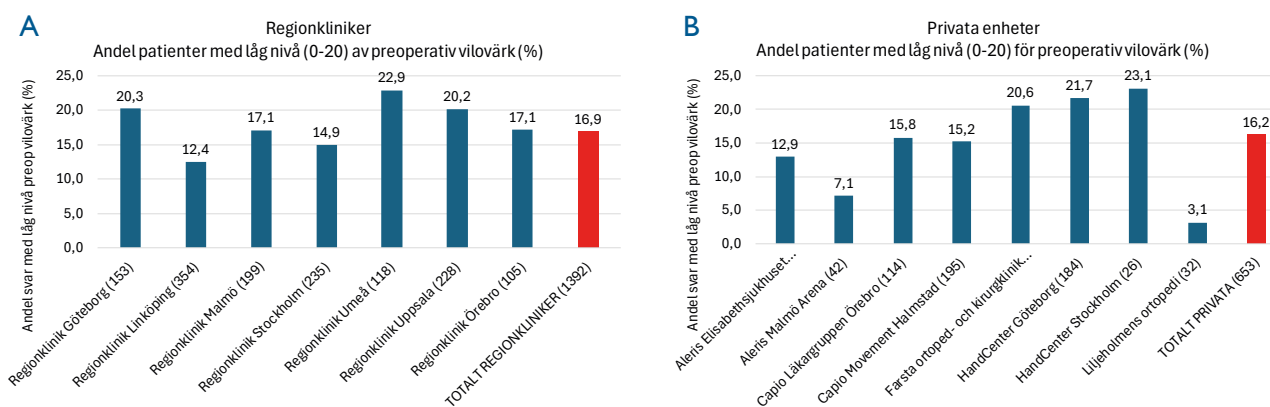 A
Regionkliniker
Andel patienter med låg nivå (0-20) av preoperativ vilovärk (%)
Andel svar med låg nivå preop vilovärk (%)
25,0
20,0
15,0
10,0
5,0
0,0
20,3
12,4
17,1
14,9
22,9
20,2
17,1
16,9
Regionklinik Göteborg (153)
Regionklinik Linköping (354)
Regionklinik Malmö (199)
Regionklinik Stockholm (235)
Regionklinik Umeå (118)
Regionklinik Uppsala (228)
Regionklinik Örebro (105)
TOTALT REGIONKLINIKER (1392)
B
Privata enheter
Andel patienter med låg nivå (0-20) för preoperativ vilovärk (%)
Andel svar med låg nivå preop vilovärk (%)
25,0
20,0
15,0
10,0
5,0
0,0
12,9
7,1
15,8
15,2
20,6
21,7
23,1
3,1
16,2
Aleris Elisabethsjukhuset...
Aleris Malmö Arena (42)
Capio Läkargruppen Örebro (114)
Capio Movement Halmstad (195)
Farsta ortoped- och kirurgklinik...
HandCenter Göteborg (184)
HandCenter Stockholm (26)
Liljeholmens ortopedi (32)
TOTALT PRIVATA (653)